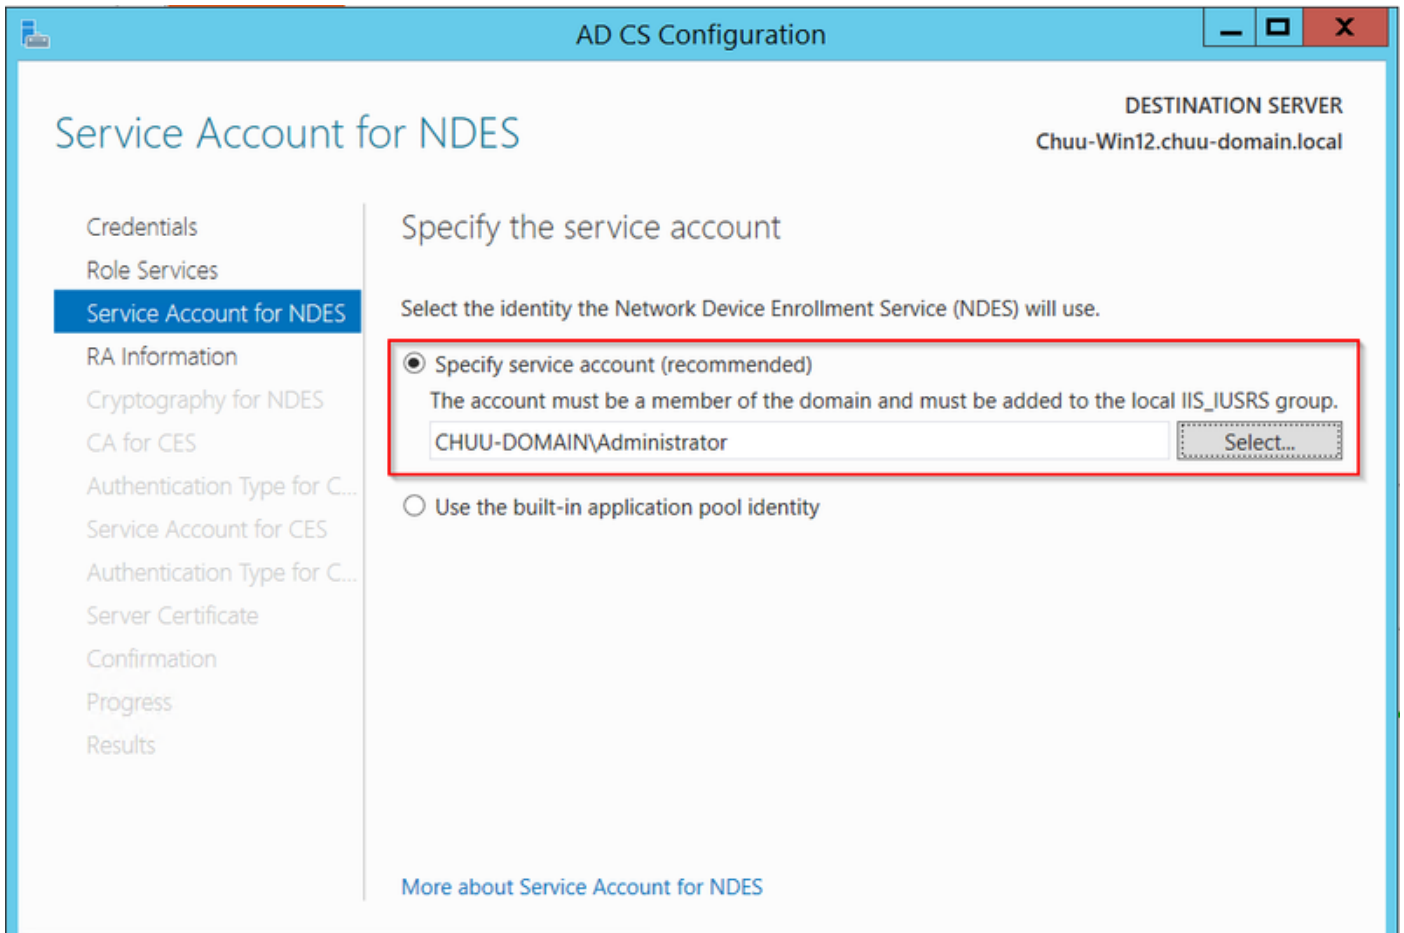 AD CS Configuration
Service Account for NDES
DESTINATION SERVER
Chuu-Win12.chuu-domain.local
Credentials
Role Services
Service Account for NDES
RA Information
Cryptography for NDES
CA for CES
Authentication Type for C...
Service Account for CES
Authentication Type for C...
Server Certificate
Confirmation
Progress
Results
Specify the service account
Select the identity the Network Device Enrollment Service (NDES) will use.
Specify service account (recommended)
The account must be a member of the domain and must be added to the local IIS_IUSRS group.
CHUU-DOMAIN\Administrator
Select...
Use the built-in application pool identity
More about Service Account for NDES